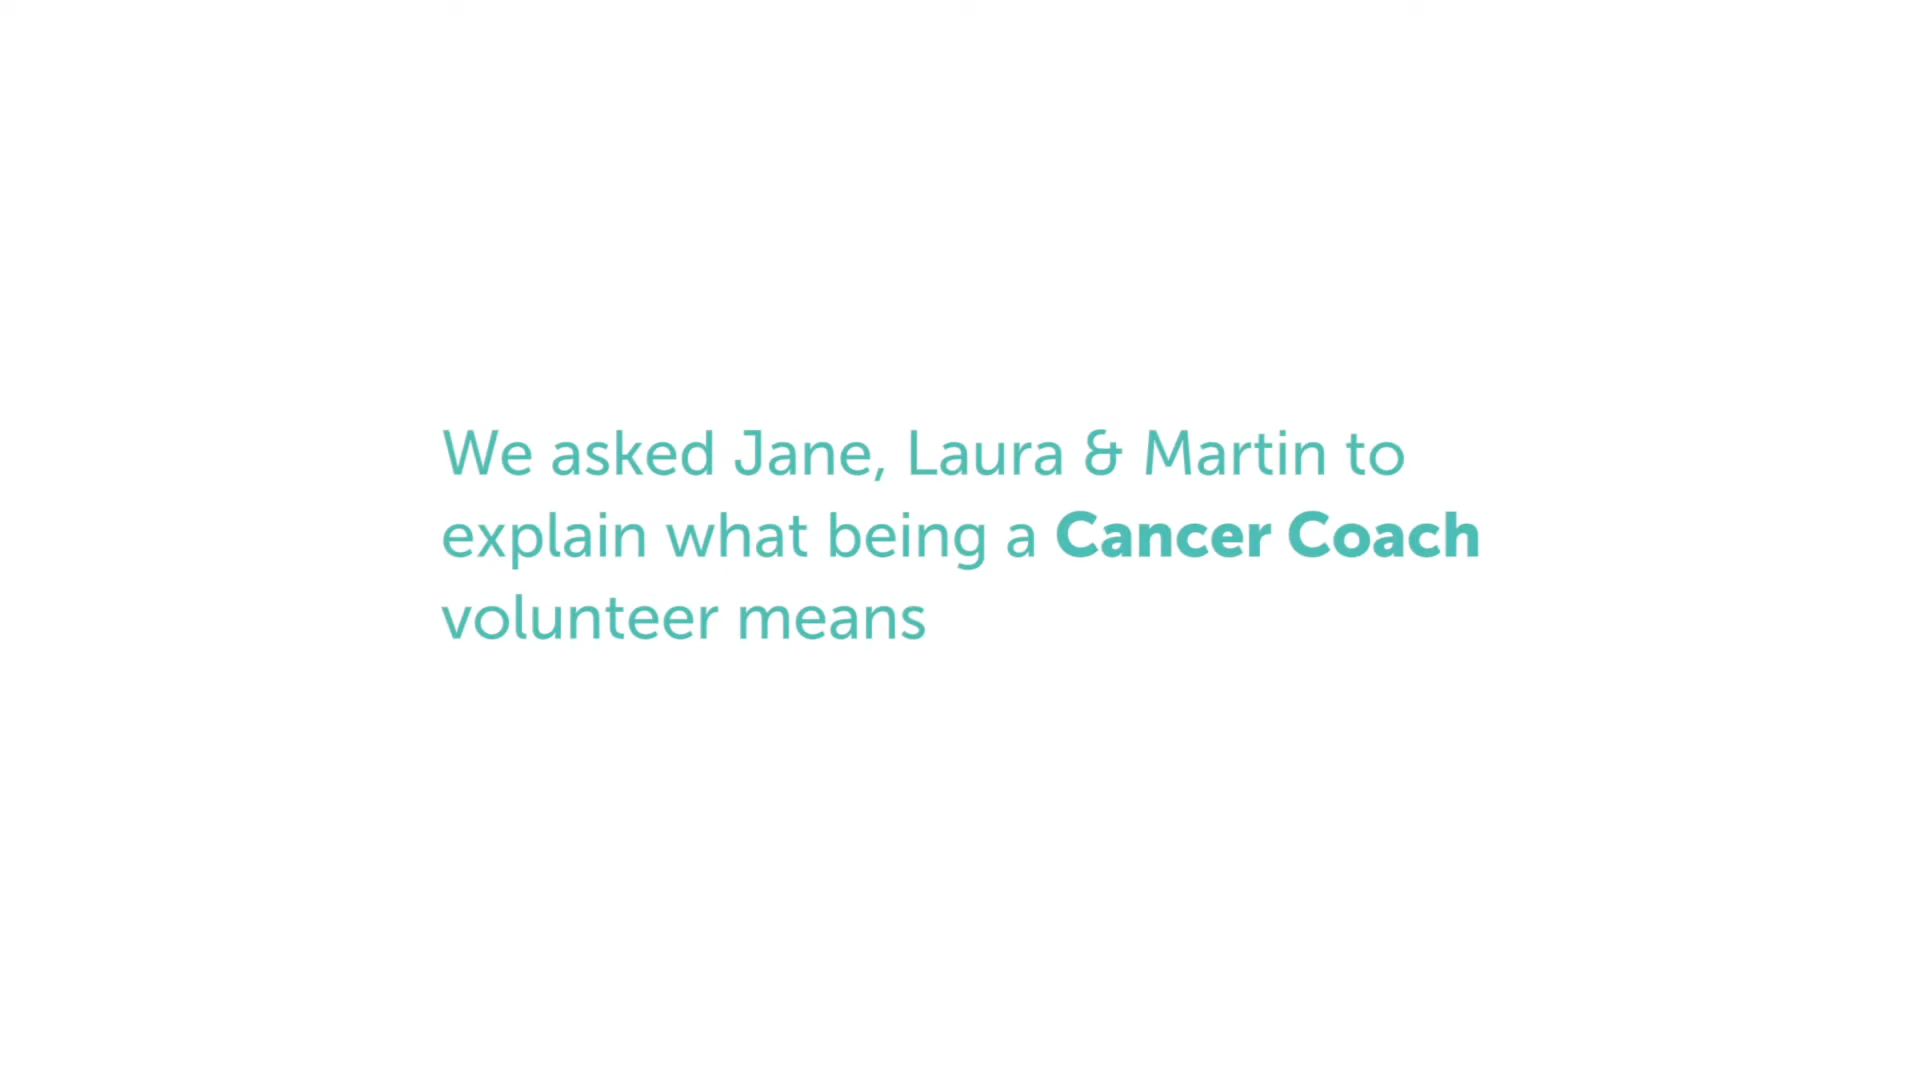 We asked Jane, Laura & Martin to
explain what being a Cancer Coach
volunteer means